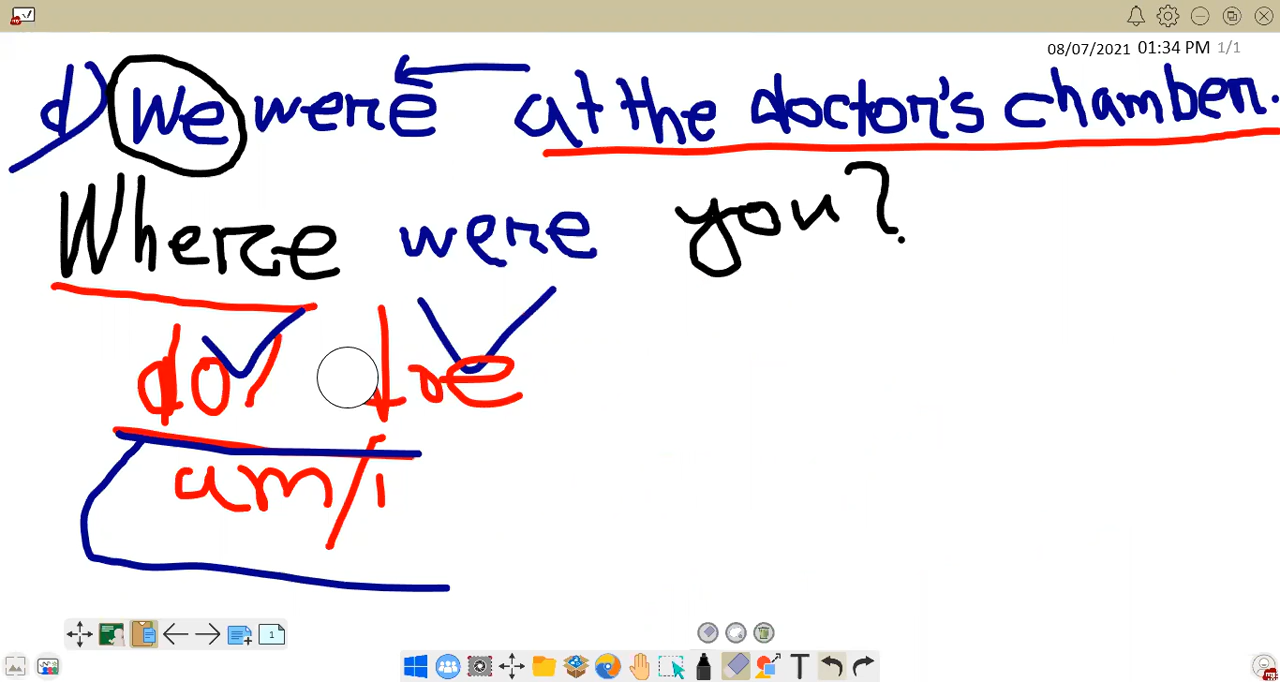 08/07/2021 01:34 PM 1/1
d) We were at the doctor's chamber.
Where were you?
do/
am/
1
T